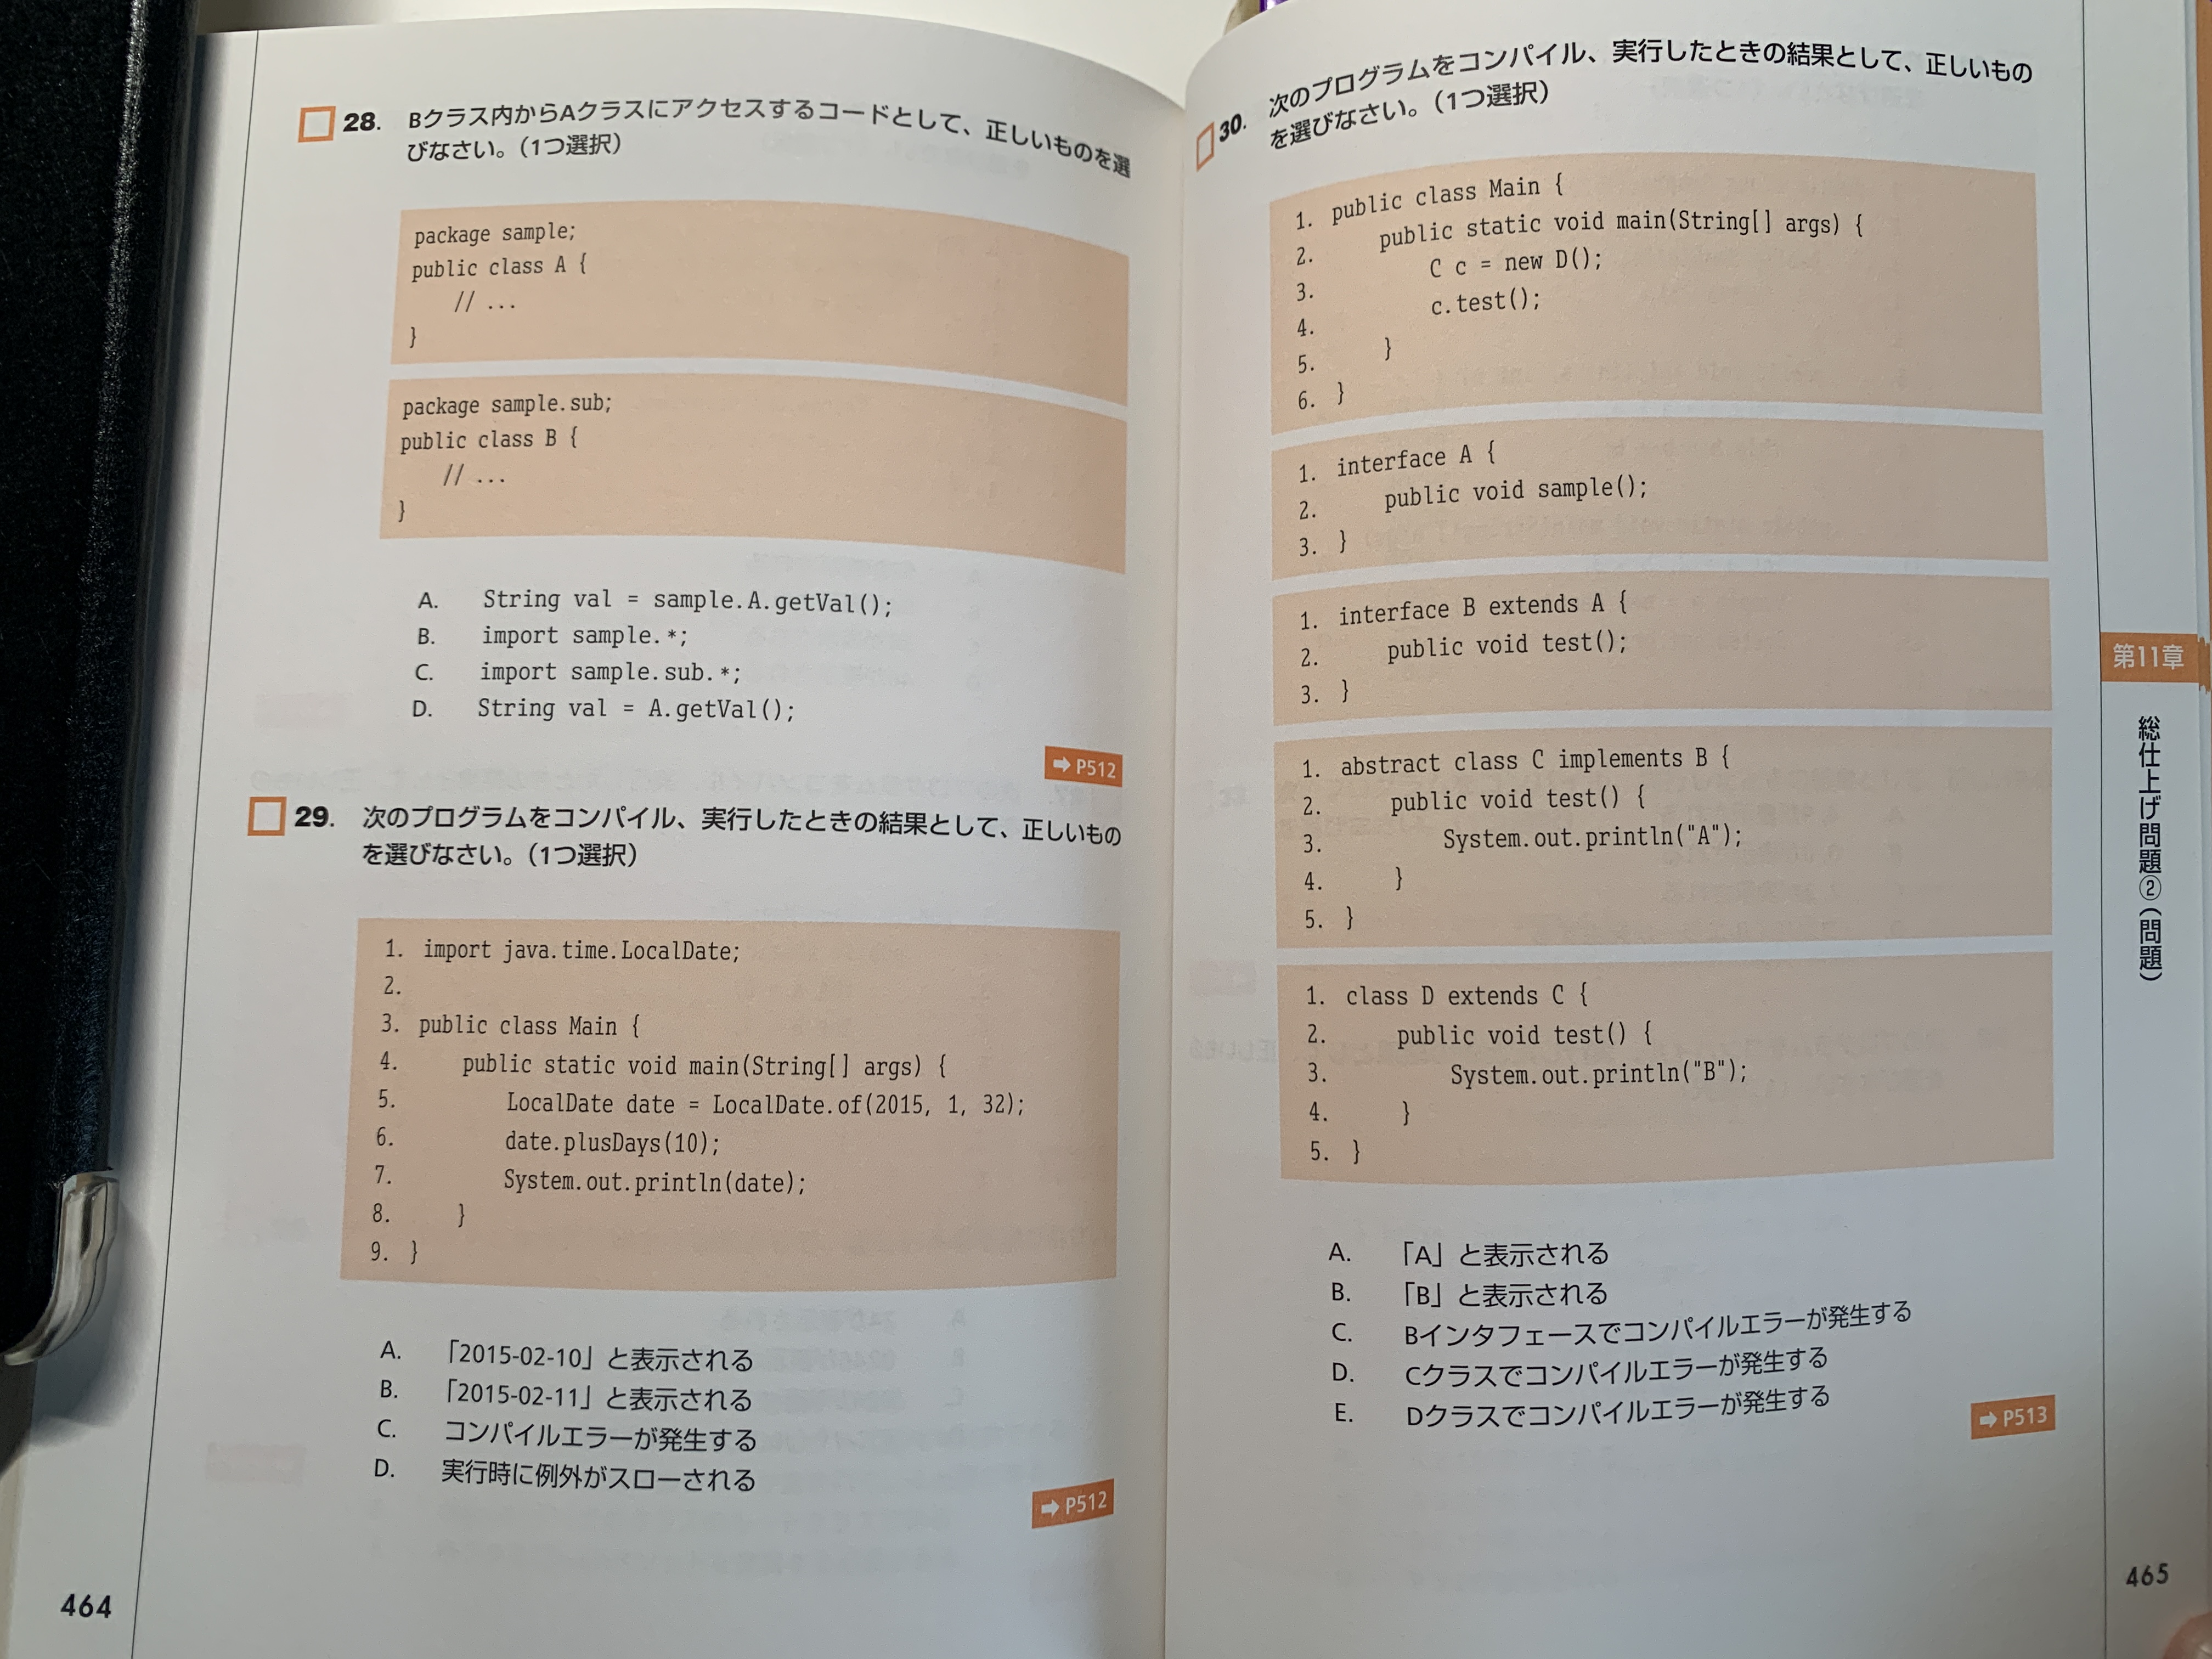 28. Bクラス内からAクラスにアクセスするコードとして、正しいものを選
びなさい。（1つ選択）
package sample;
public class A {
// ...
}
package sample.sub;
public class B {
// ...
}
A. String val = sample.A.getVal();
B. import sample.*;
C. import sample.sub.*;
D. String val = A.getVal();
➡ P512
29. 次のプログラムをコンパイル、実行したときの結果として、正しいもの
を選びなさい。（1つ選択）
1. import java.time.LocalDate;
2.
3. public class Main {
4. public static void main(String[] args) {
5. LocalDate date = LocalDate.of(2015, 1, 32);
6. date.plusDays(10);
7. System.out.println(date);
8. }
9. }
A. 「2015-02-10」と表示される
B. 「2015-02-11」と表示される
C. コンパイルエラーが発生する
D. 実行時に例外がスローされる
➡ P512
464
30. 次のプログラムをコンパイル、実行したときの結果として、正しいもの
を選びなさい。（1つ選択）
1. public class Main {
2. public static void main(String[] args) {
3. C c = new D();
4. c.test();
5. }
6. }
1. interface A {
2. public void sample();
3. }
1. interface B extends A {
2. public void test();
3. }
1. abstract class C implements B {
2. public void test() {
3. System.out.println("A");
4. }
5. }
1. class D extends C {
2. public void test() {
3. System.out.println("B");
4. }
5. }
A. 「A」と表示される
B. 「B」と表示される
C. Bインタフェースでコンパイルエラーが発生する
D. Cクラスでコンパイルエラーが発生する
E. Dクラスでコンパイルエラーが発生する
➡ P513
第11章
総仕上げ問題②（問題）
465